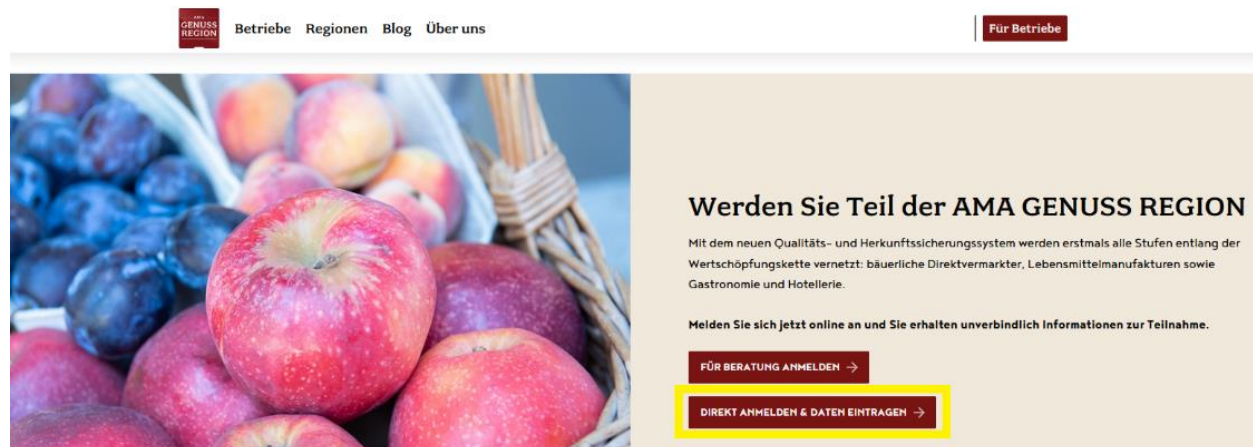 AMA
GENUSS
REGION
Betriebe Regionen Blog Über uns
Für Betriebe
Werden Sie Teil der AMA GENUSS REGION
Mit dem neuen Qualitäts- und Herkunftssicherungssystem werden erstmals alle Stufen entlang der
Wertschöpfungskette vernetzt: bäuerliche Direktvermarkter, Lebensmittelmanufakturen sowie
Gastronomie und Hotellerie.
Melden Sie sich jetzt online an und Sie erhalten unverbindlich Informationen zur Teilnahme.
FÜR BERATUNG ANMELDEN →
DIREKT ANMELDEN & DATEN EINTRAGEN →